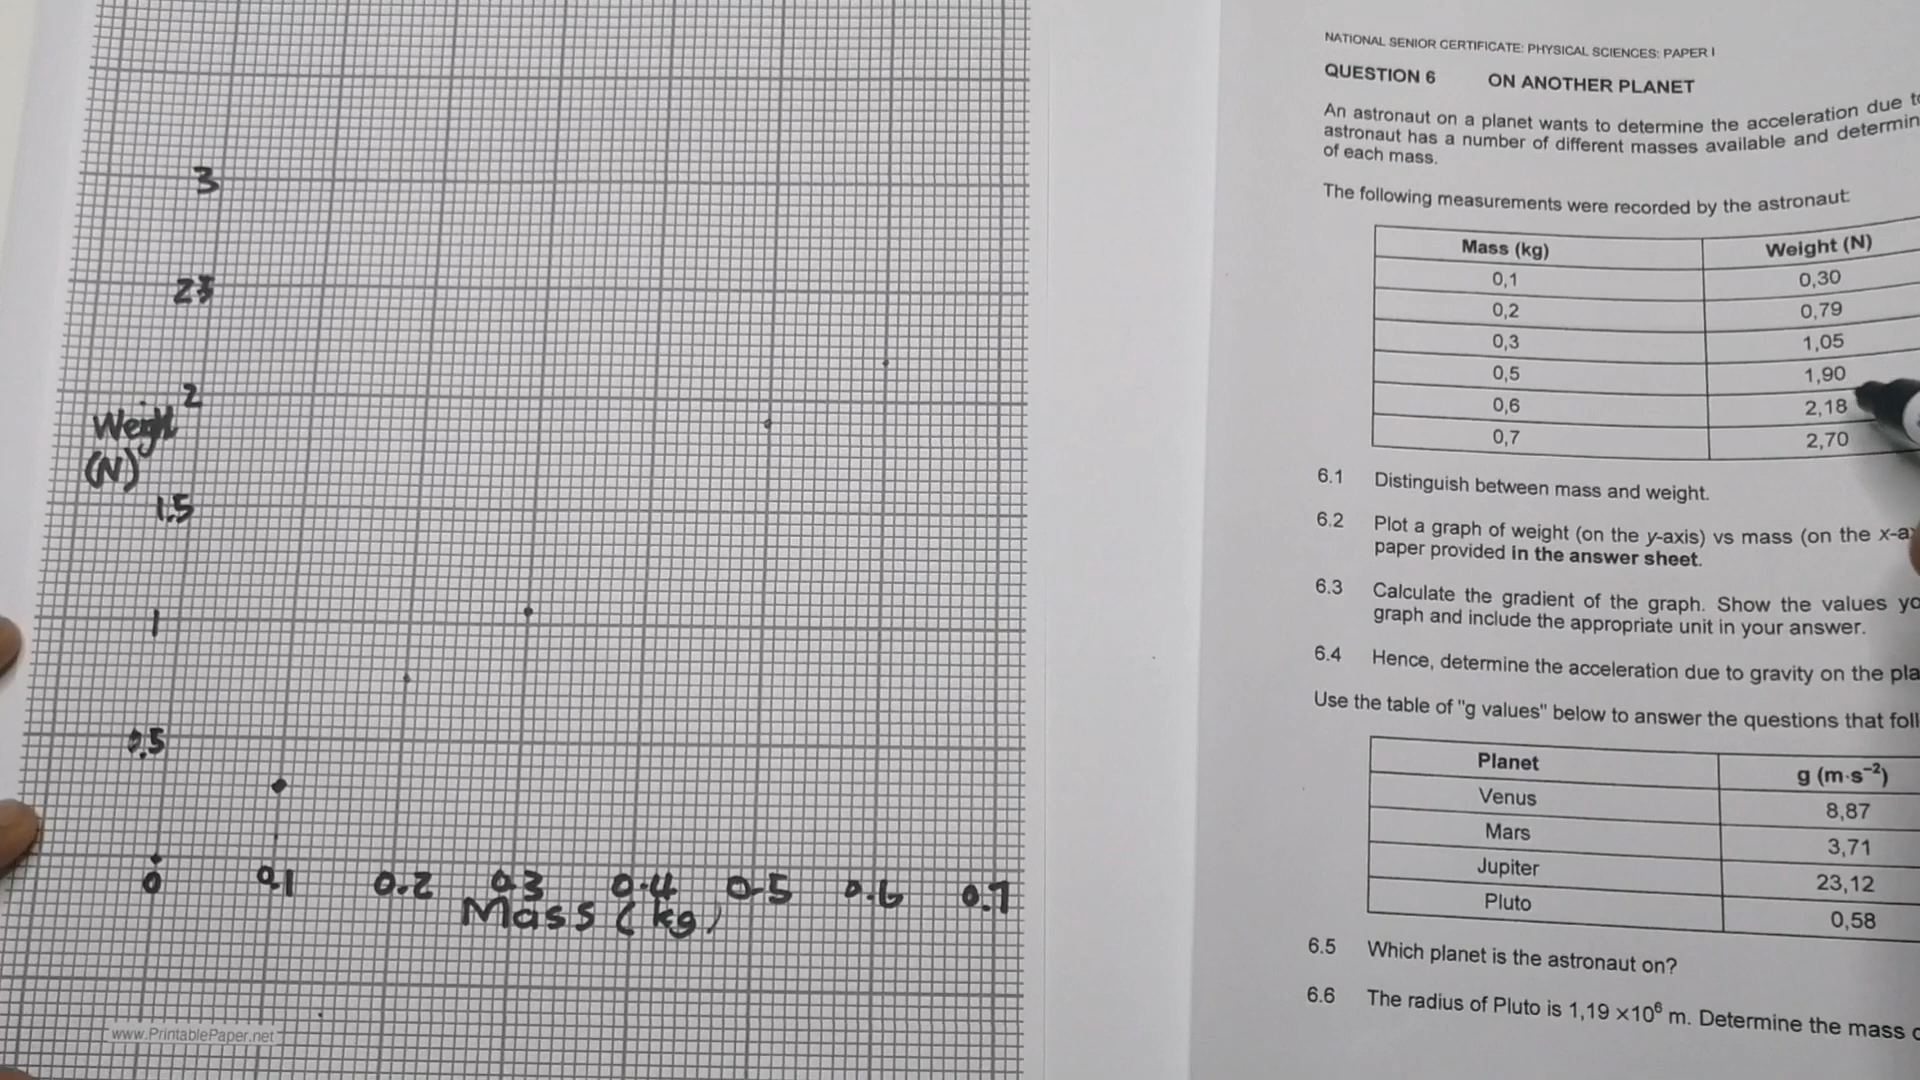 3
2
Weight
(N)
1.5
1
0.5
0 0.1 0.2 0.3 0.4 0.5 0.6 0.7
Mass (kg)
www.PrintablePaper.net
NATIONAL SENIOR CERTIFICATE: PHYSICAL SCIENCES: PAPER I
QUESTION 6 ON ANOTHER PLANET
An astronaut on a planet wants to determine the acceleration due to
astronaut has a number of different masses available and determin
of each mass.
The following measurements were recorded by the astronaut:
Mass (kg) Weight (N)
0,1 0,30
0,2 0,79
0,3 1,05
0,5 1,90
0,6 2,18
0,7 2,70
6.1 Distinguish between mass and weight.
6.2 Plot a graph of weight (on the y-axis) vs mass (on the x-a
paper provided in the answer sheet.
6.3 Calculate the gradient of the graph. Show the values yo
graph and include the appropriate unit in your answer.
6.4 Hence, determine the acceleration due to gravity on the pla
Use the table of "g values" below to answer the questions that foll
Planet g (m·s⁻²)
Venus 8,87
Mars 3,71
Jupiter 23,12
Pluto 0,58
6.5 Which planet is the astronaut on?
6.6 The radius of Pluto is 1,19 ×10⁶ m. Determine the mass o